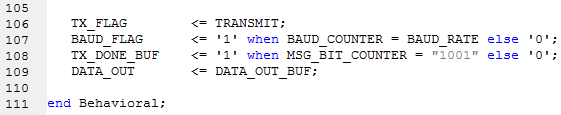 105
106 TX_FLAG <= TRANSMIT;
107 BAUD_FLAG <= '1' when BAUD_COUNTER = BAUD_RATE else '0';
108 TX_DONE_BUF <= '1' when MSG_BIT_COUNTER = "1001" else '0';
109 DATA_OUT <= DATA_OUT_BUF;
110
111 end Behavioral;